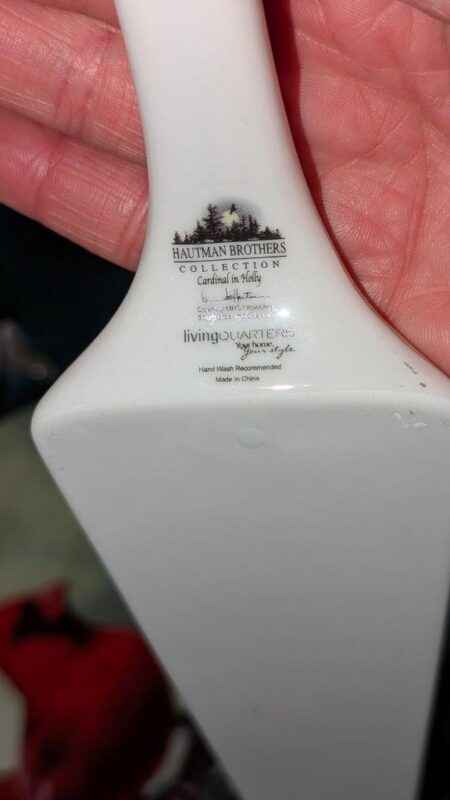 HAUTMAN BROTHERS
COLLECTION
Cardinal in Holly
livingQUARTERS
Your home.
Your style.
Hand Wash Recommended
Made in China